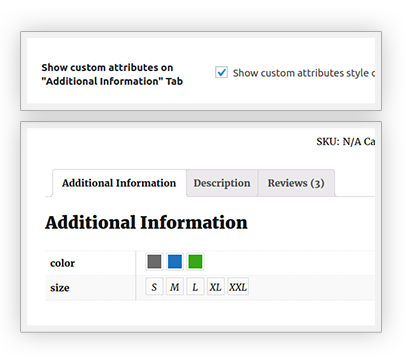 Show custom attributes on
"Additional Information" Tab
Show custom attributes style
SKU: N/A
Additional Information Description Reviews (3)
Additional Information
color
size S M L XL XXL